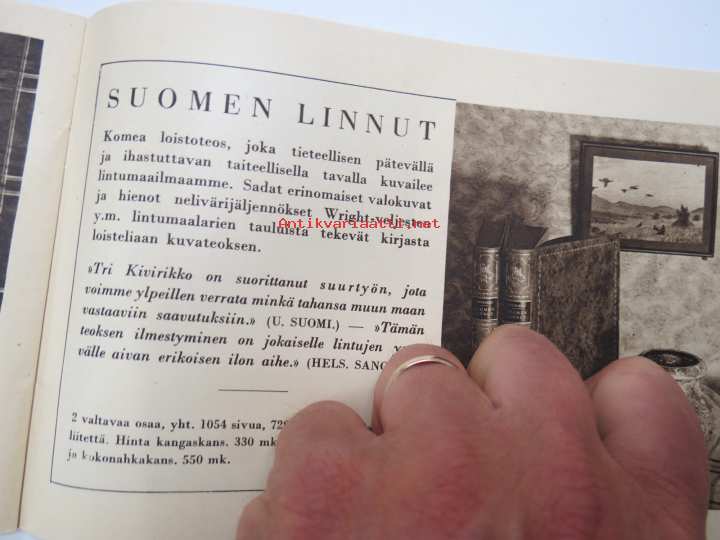 SUOMEN LINNUT
Komea loistoteos, joka tieteellisen pätevällä
ja ihastuttavan taiteellisella tavalla kuvailee
lintumaailmaamme. Sadat erinomaiset valokuvat
ja hienot nelivärijäljennökset Wright-veljesten
y.m. lintumaalarien tauluista tekevät kirjasta
loisteliaan kuvateoksen.
»Tri Kivirikko on suorittanut suurtyön, jota
voimme ylpeillen verrata minkä tahansa muun maan
vastaaviin saavutuksiin.» (U. SUOMI.) — »Tämän
teoksen ilmestyminen on jokaiselle lintujen
välle aivan erikoisen ilon aihe.» (HELS. SANO
2 valtavaa osaa, yht. 1054 sivua, 729
liitettä. Hinta kangaskans. 330 mk
ja kokonahkakans. 550 mk.
Antikvariaatti.net